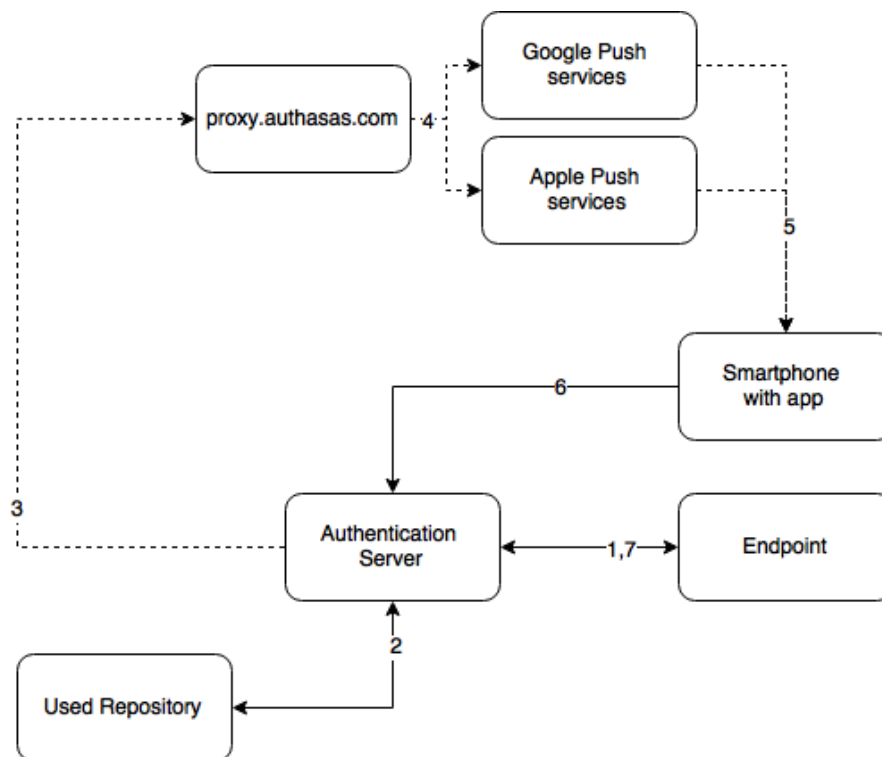 Google Push
services
proxy.authasas.com
4
Apple Push
services
5
Smartphone
with app
6
3
Authentication
Server
1,7
Endpoint
2
Used Repository